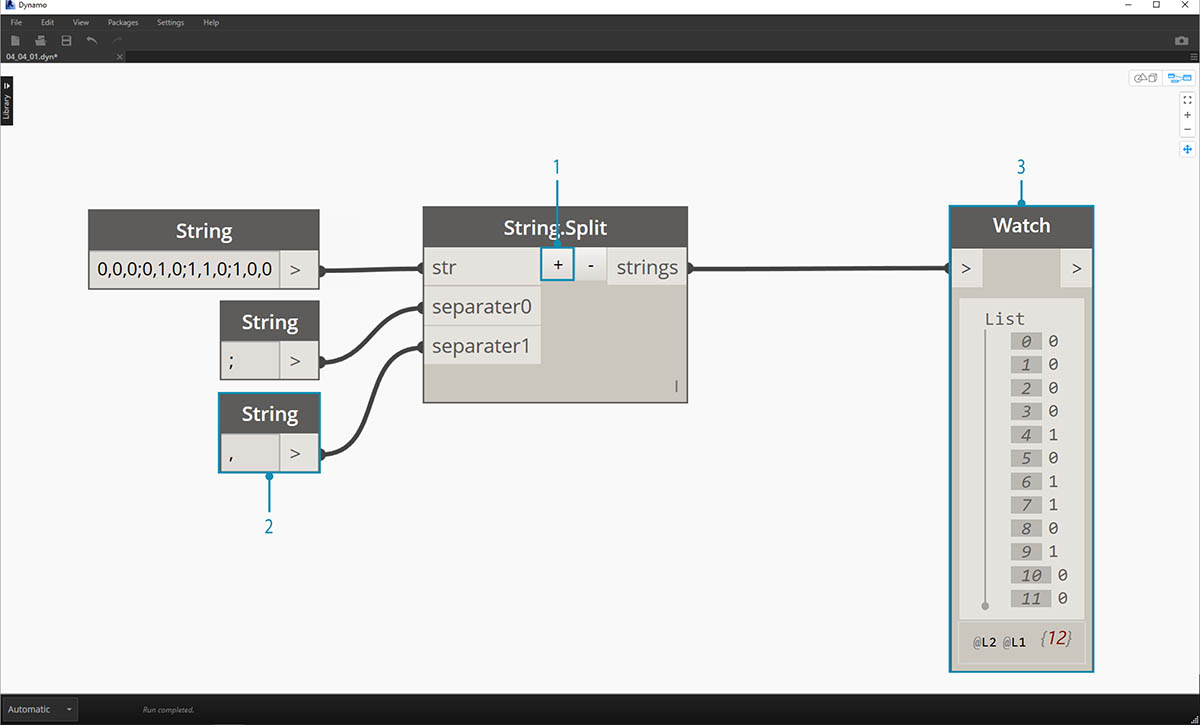 Dynamo
File Edit View Packages Settings Help
04_04_01.dyn*
Library
1
3
String
0,0,0;0,1,0;1,1,0;1,0,0 >
String
; >
String
, >
2
String.Split
str + - strings
separater0
separater1
l
Watch
> >
List
0 0
1 0
2 0
3 0
4 1
5 0
6 1
7 1
8 0
9 1
10 0
11 0
@L2 @L1 {12}
Automatic Run completed.